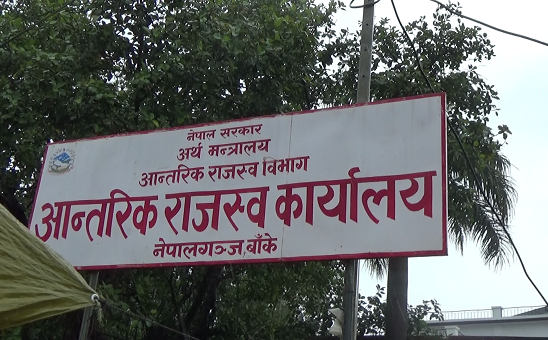 नेपाल सरकार
अर्थ मन्त्रालय
आन्तरिक राजस्व विभाग
आन्तरिक राजस्व कार्यालय
नेपालगञ्ज, बाँके